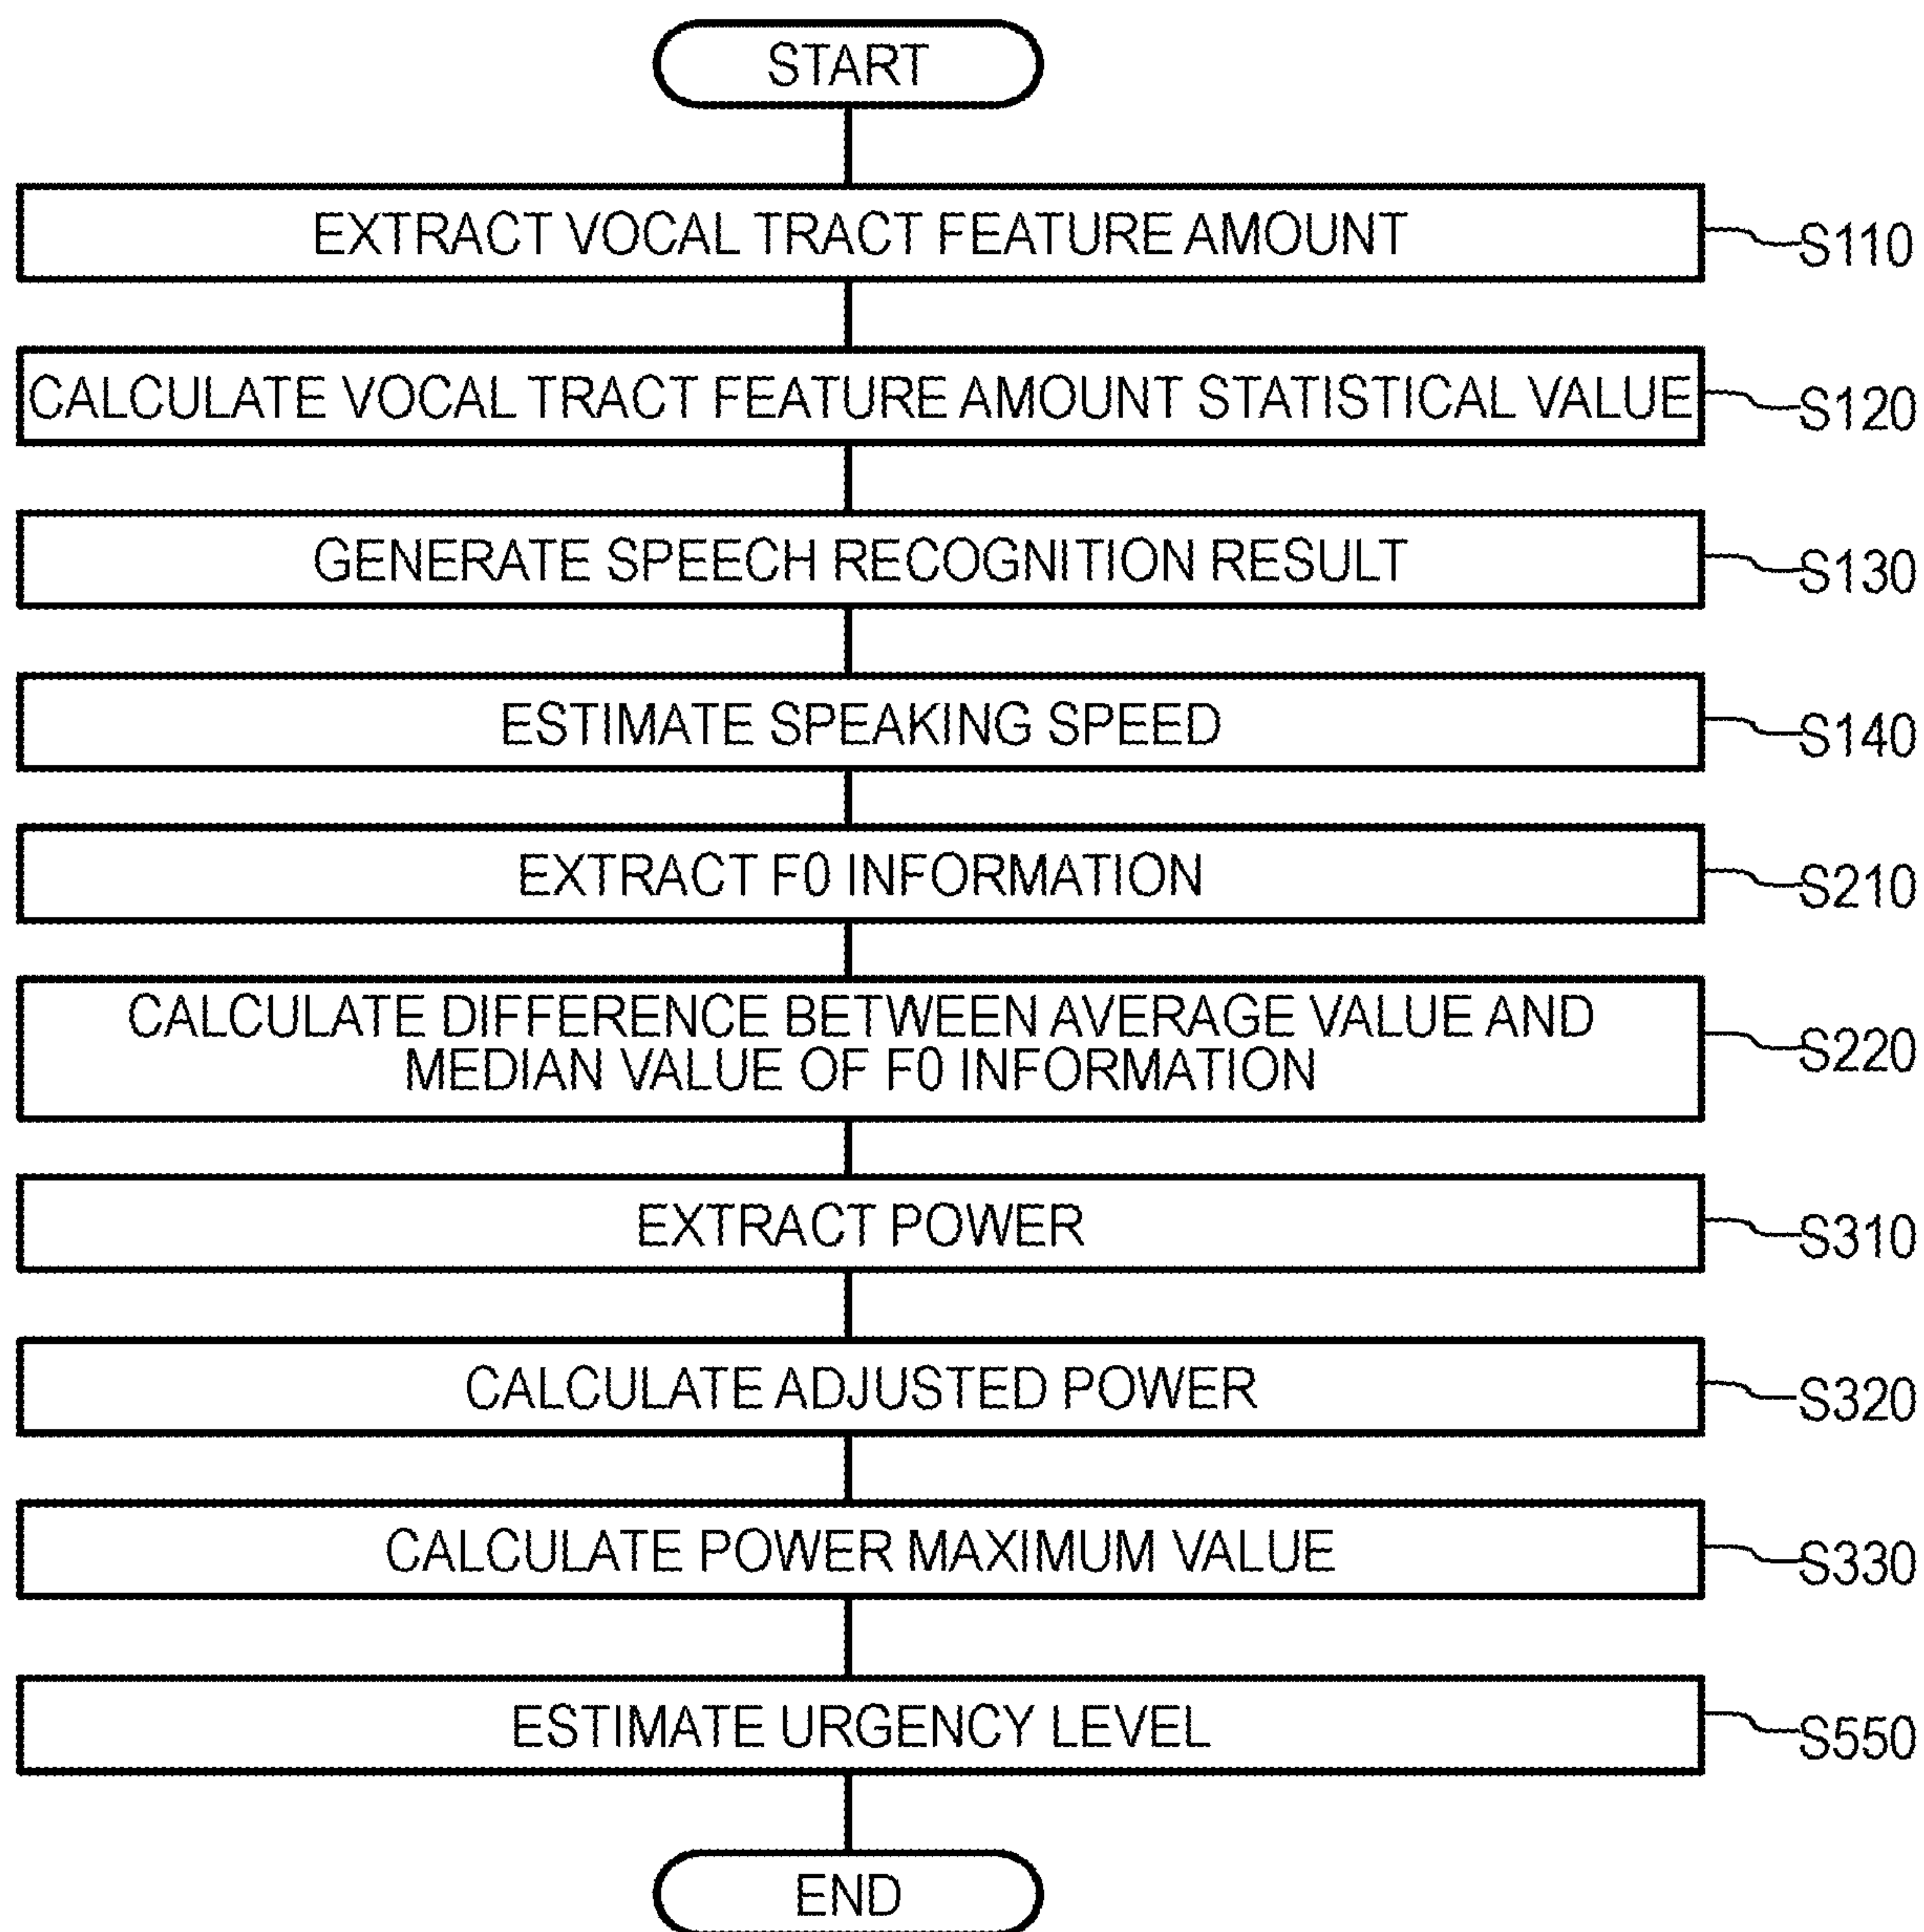 START
EXTRACT VOCAL TRACT FEATURE AMOUNT
S110
CALCULATE VOCAL TRACT FEATURE AMOUNT STATISTICAL VALUE
S120
GENERATE SPEECH RECOGNITION RESULT
S130
ESTIMATE SPEAKING SPEED
S140
EXTRACT F0 INFORMATION
S210
CALCULATE DIFFERENCE BETWEEN AVERAGE VALUE AND
MEDIAN VALUE OF F0 INFORMATION
S220
EXTRACT POWER
S310
CALCULATE ADJUSTED POWER
S320
CALCULATE POWER MAXIMUM VALUE
S330
ESTIMATE URGENCY LEVEL
S550
END